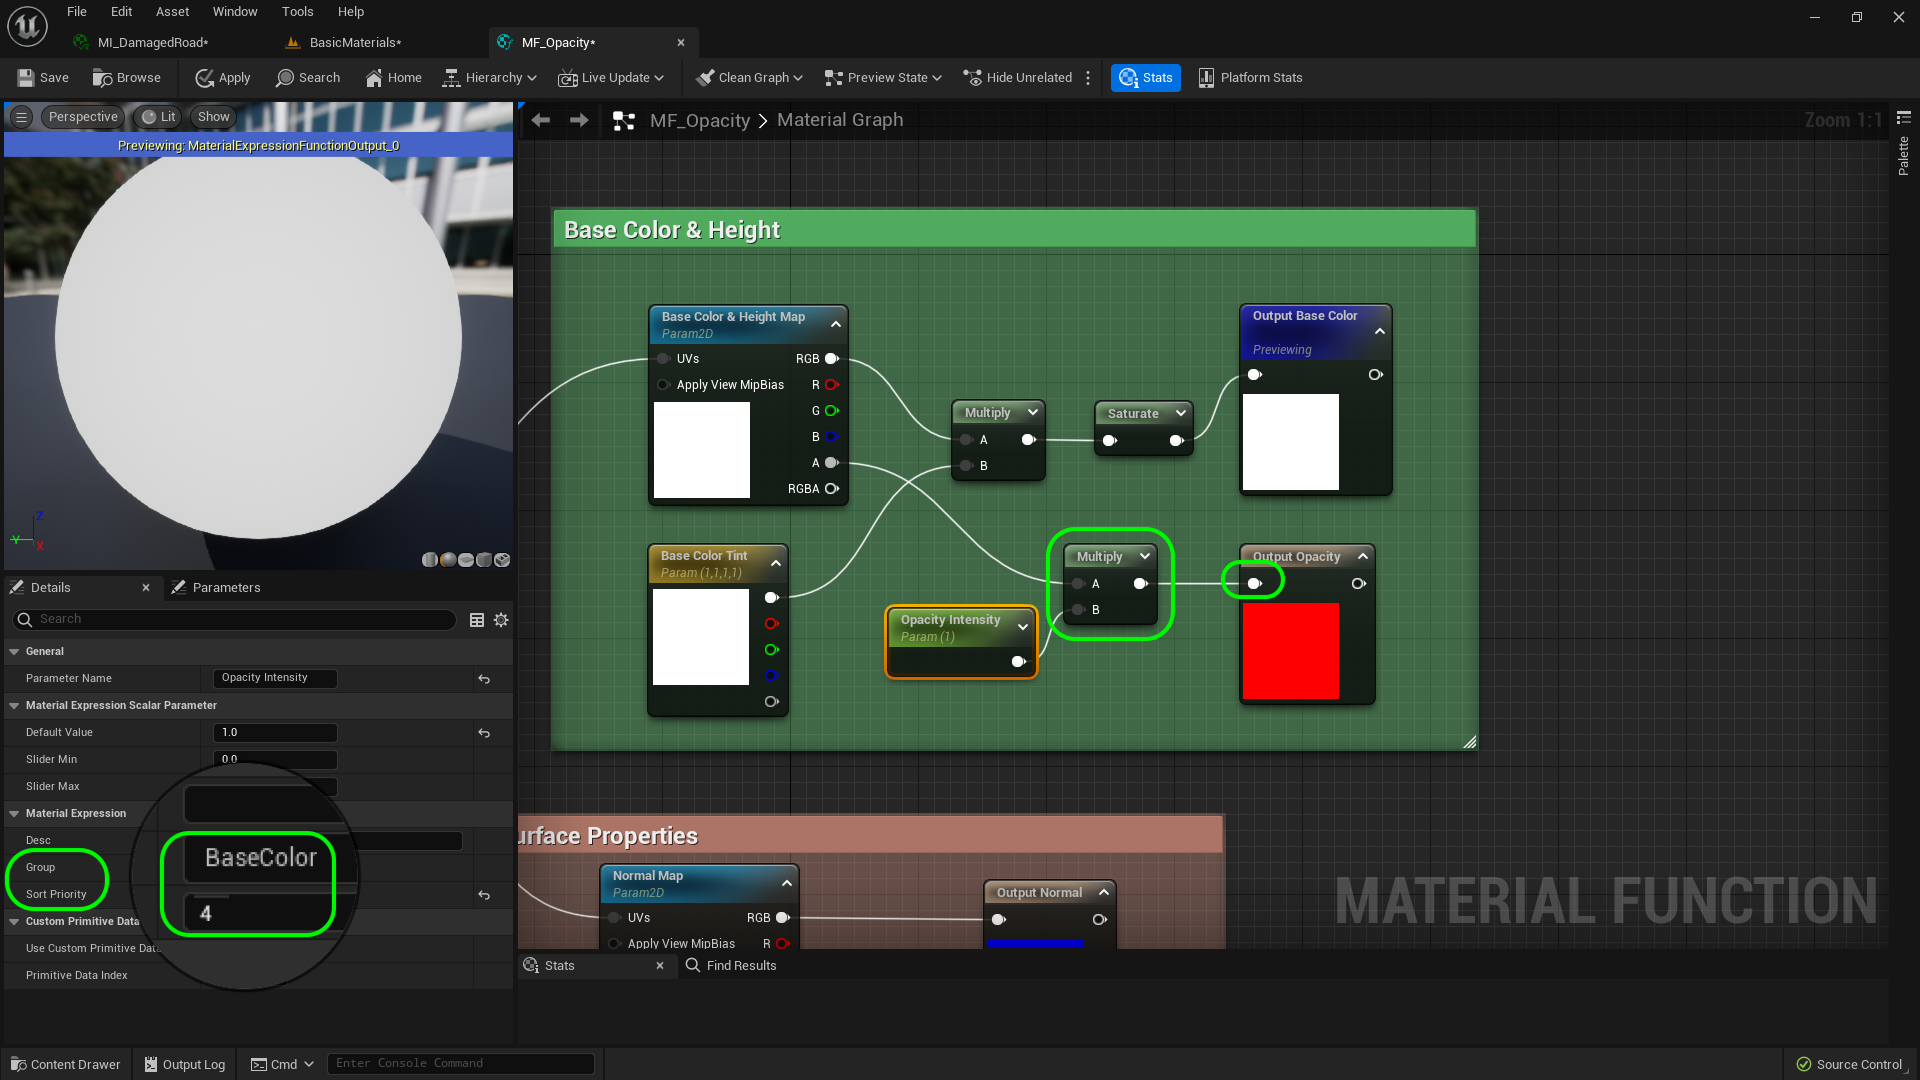 File Edit Asset Window Tools Help
MI_DamagedRoad*
BasicMaterials*
MF_Opacity*
Save
Browse
Apply
Search
Home
Hierarchy
Live Update
Clean Graph
Preview State
Hide Unrelated
Stats
Platform Stats
Perspective
Lit
Show
Previewing: MaterialExpressionFunctionOutput_0
Z
Y
X
MF_Opacity > Material Graph
Zoom 1:1
Palette
Base Color & Height
Base Color & Height Map
Param2D
UVs RGB
Apply View MipBias R
G
B
A
RGBA
Multiply
A
B
Saturate
Output Base Color
Previewing
Base Color Tint
Param (1,1,1,1)
Opacity Intensity
Param (1)
Multiply
A
B
Output Opacity
urface Properties
Normal Map
Param2D
UVs RGB
Apply View MipBias R
Output Normal
MATERIAL FUNCTION
Details
Parameters
Search
General
Parameter Name Opacity Intensity
Material Expression Scalar Parameter
Default Value 1.0
Slider Min 0.0
Slider Max
Material Expression
Desc
Group BaseColor
Sort Priority 4
Custom Primitive Data
Use Custom Primitive Data
Primitive Data Index
Stats
Find Results
Content Drawer
Output Log
Cmd
Enter Console Command
Source Control